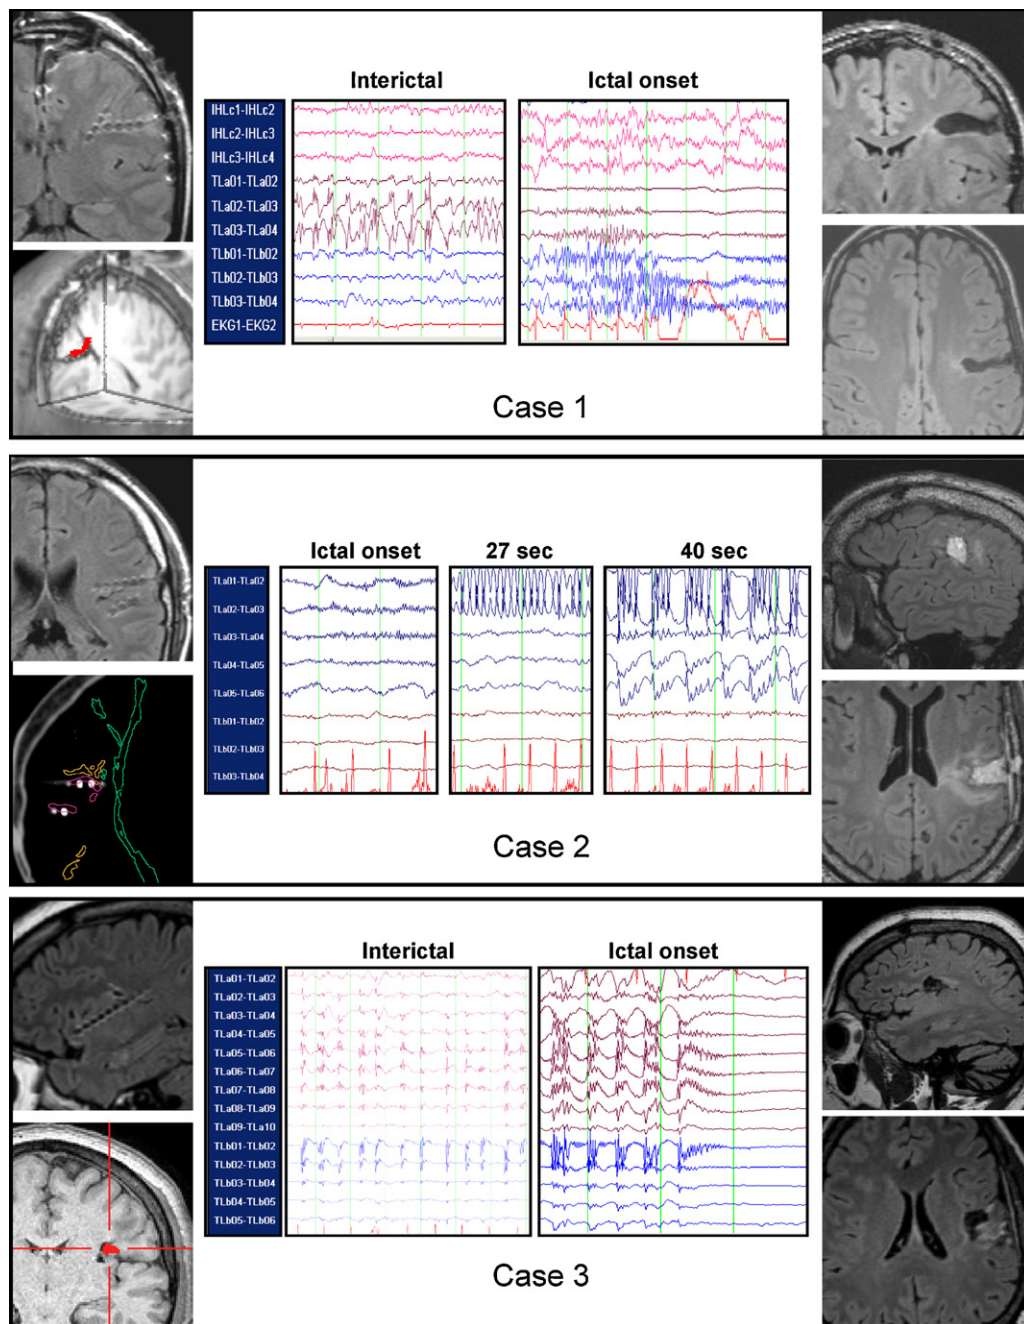 Interictal
Ictal onset
IHLc1-IHLc2
IHLc2-IHLc3
IHLc3-IHLc4
TLa01-TLa02
TLa02-TLa03
TLa03-TLa04
TLb01-TLb02
TLb02-TLb03
TLb03-TLb04
EKG1-EKG2
Case 1
Ictal onset
27 sec
40 sec
TLa01-TLa02
TLa02-TLa03
TLa03-TLa04
TLa04-TLa05
TLa05-TLa06
TLb01-TLb02
TLb02-TLb03
TLb03-TLb04
Case 2
Interictal
Ictal onset
TLa01-TLa02
TLa02-TLa03
TLa03-TLa04
TLa04-TLa05
TLa05-TLa06
TLa06-TLa07
TLa07-TLa08
TLa08-TLa09
TLa09-TLa10
TLb01-TLb02
TLb02-TLb03
TLb03-TLb04
TLb04-TLb05
TLb05-TLb06
Case 3